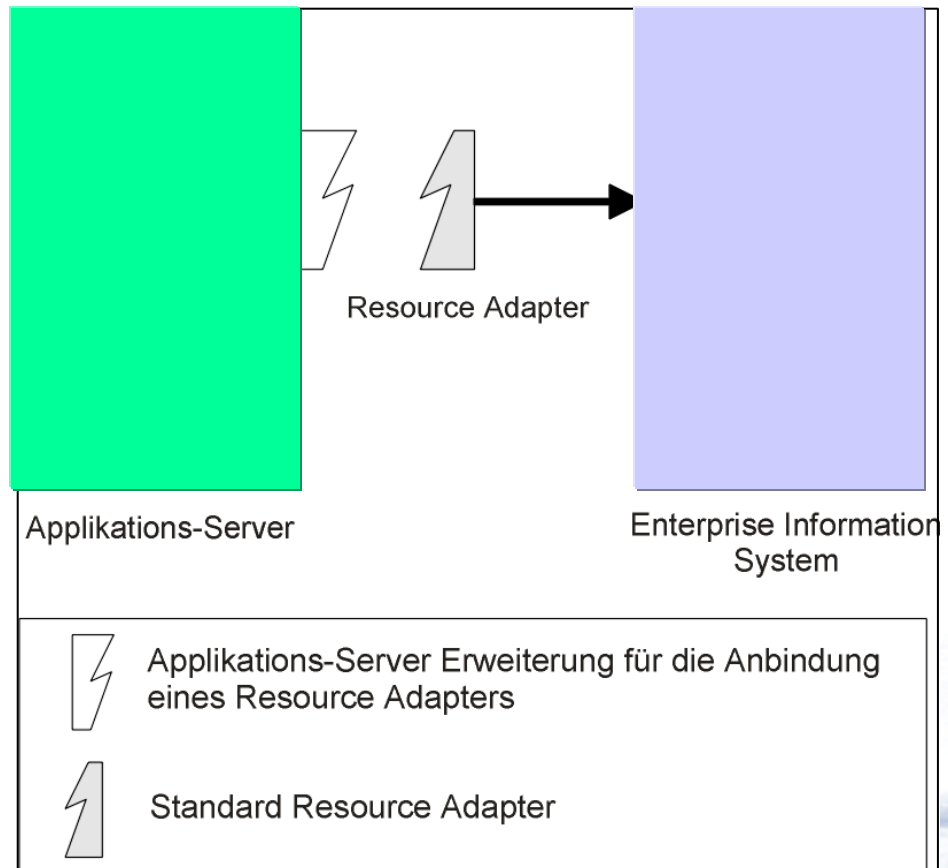 Resource Adapter
Applikations-Server
Enterprise Information
System
Applikations-Server Erweiterung für die Anbindung
eines Resource Adapters
Standard Resource Adapter